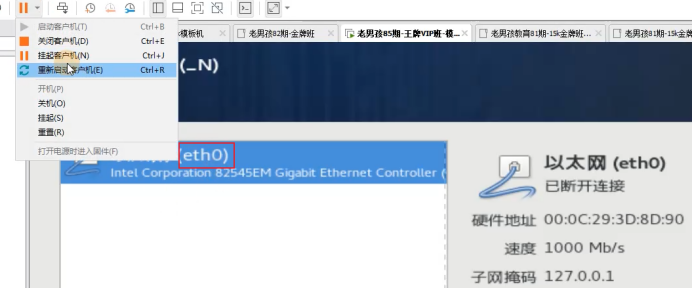 启动客户机(T) Ctrl+B
关闭客户机(D) Ctrl+E
挂起客户机(N) Ctrl+J
重新启动客户机(E) Ctrl+R
开机(P)
关机(O)
挂起(S)
重置(R)
打开电源时进入固件(F)
模板机
老男孩82期-金牌班
老男孩85期-王牌VIP班-模...
老男孩教育81期-15k金牌班...
老男孩81期-15k金牌
(_N)
(eth0)
Intel Corporation 82545EM Gigabit Ethernet Controller (
以太网 (eth0)
已断开连接
硬件地址 00:0C:29:3D:8D:90
速度 1000 Mb/s
子网掩码 127.0.0.1